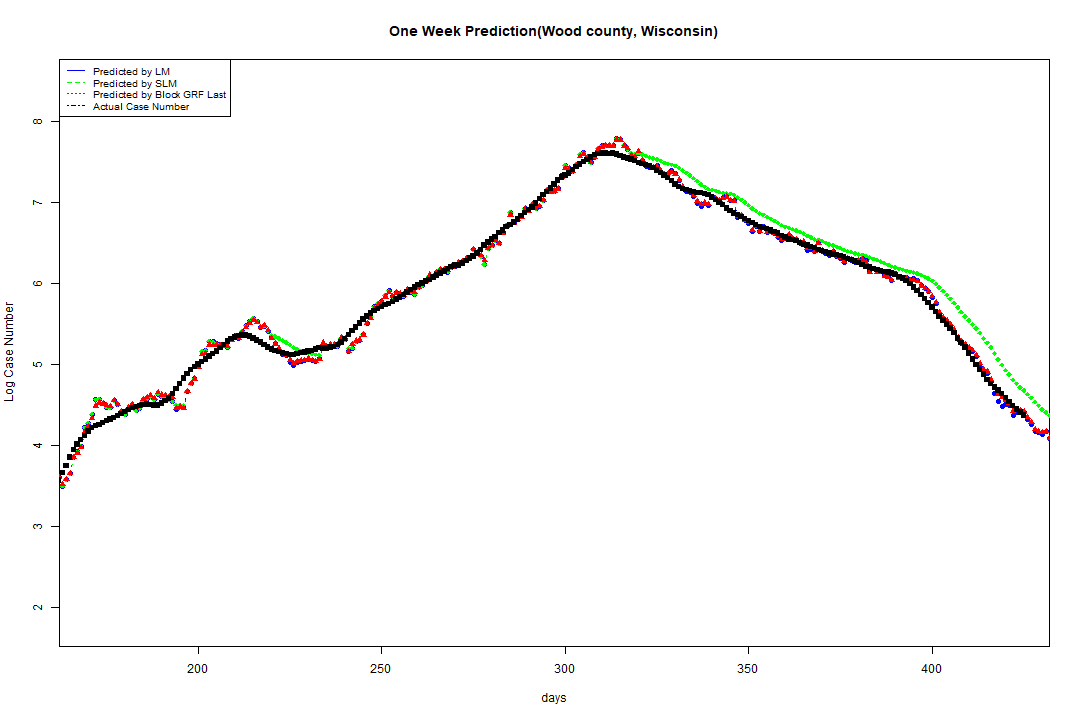 One Week Prediction(Wood county, Wisconsin)
Predicted by LM
Predicted by SLM
Predicted by Block GRF Last
Actual Case Number
8
7
6
5
4
3
2
Log Case Number
200 250 300 350 400
days